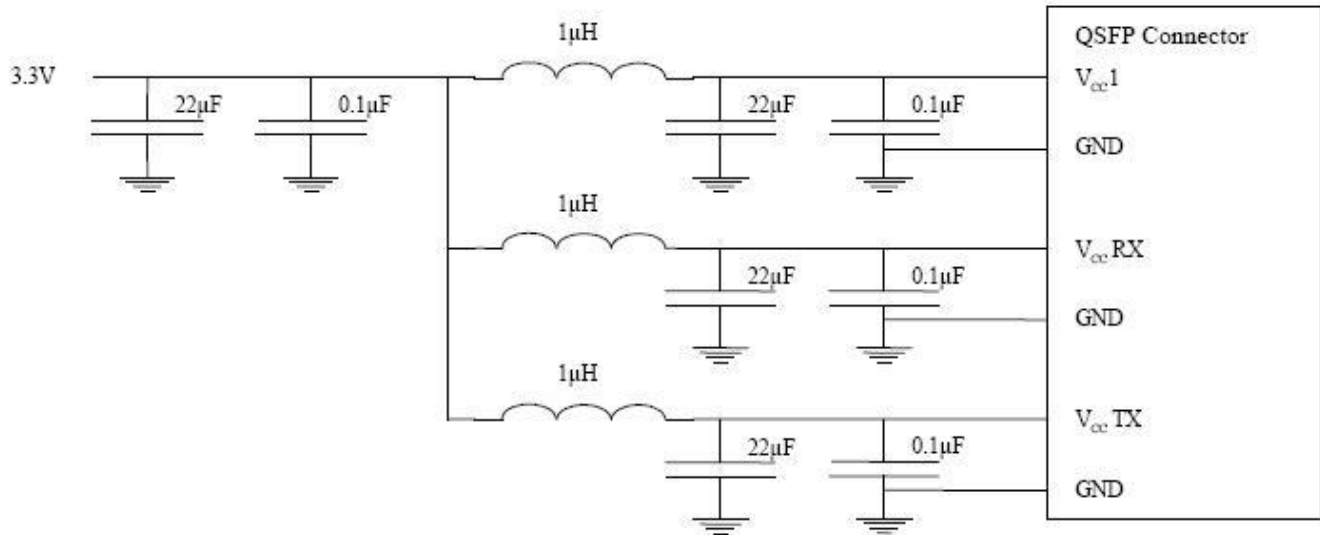 1μH
QSFP Connector
3.3V
Vcc1
22μF
0.1μF
22μF
0.1μF
GND
1μH
VccRX
22μF
0.1μF
GND
1μH
VccTX
22μF
0.1μF
GND